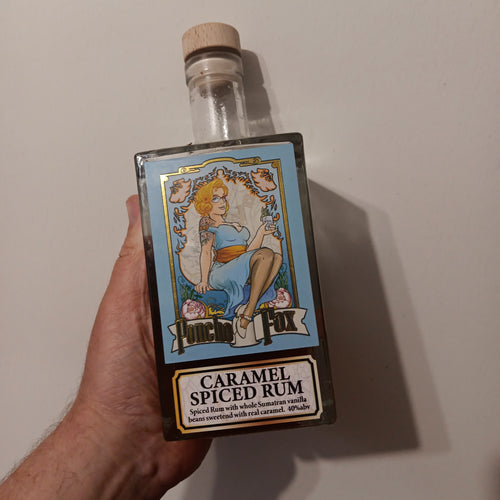 Poncho Fox
CARAMEL
SPICED RUM
Spiced Rum with whole Sumatran vanilla
beans sweetend with real caramel. 40%abv